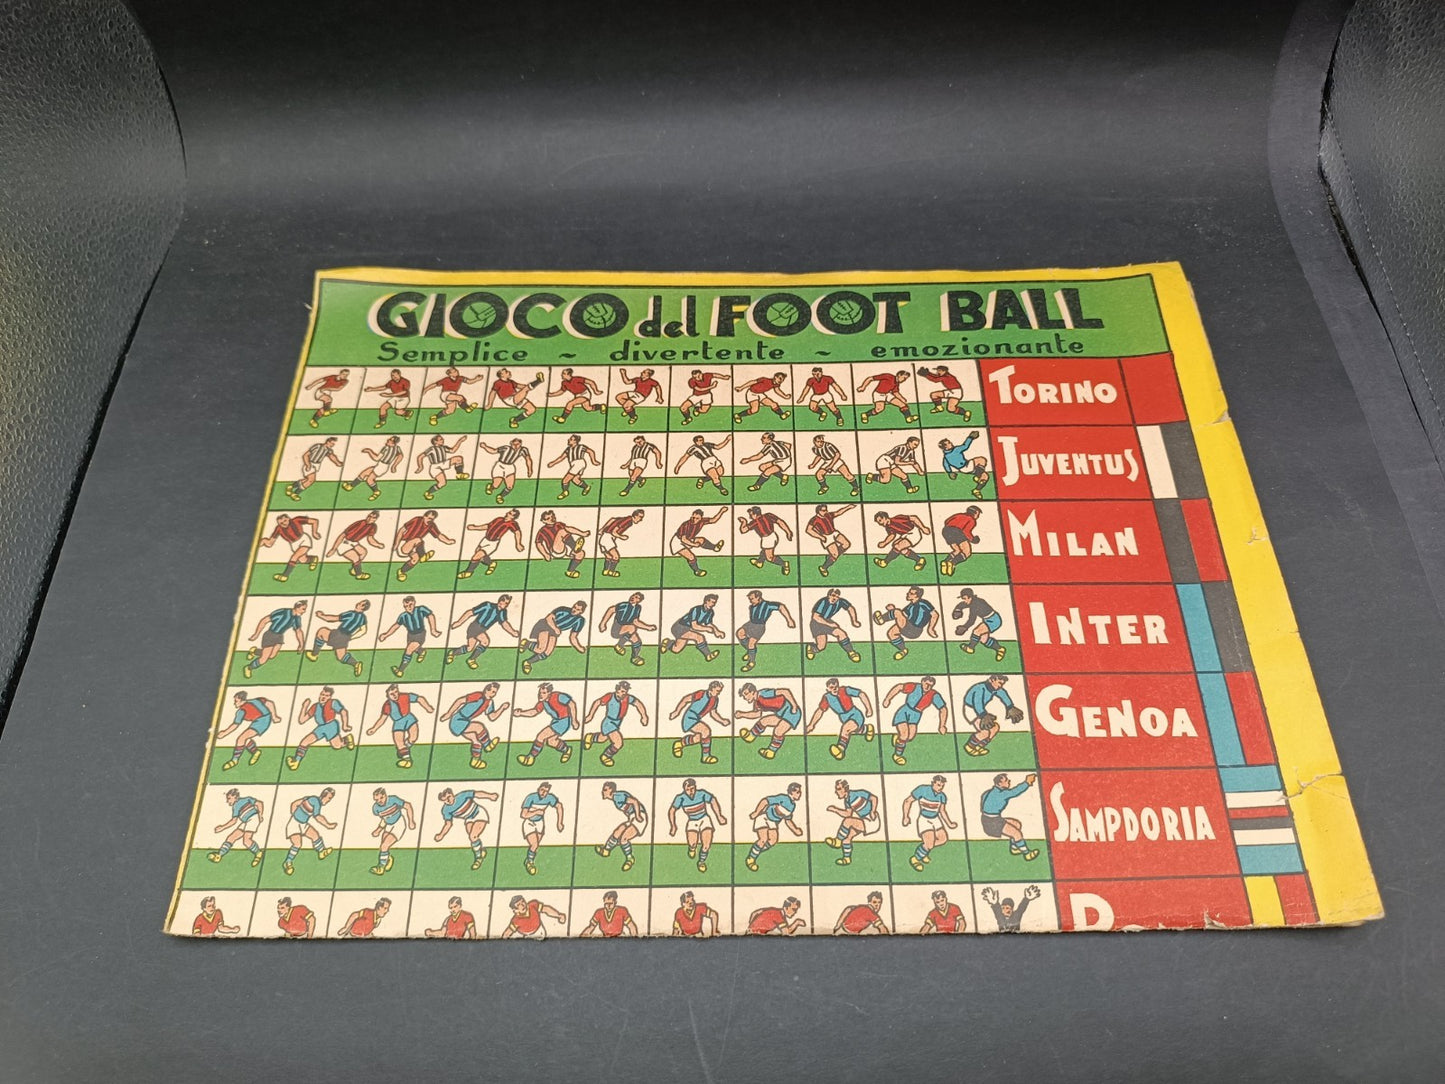 GIOCO del FOOT BALL
Semplice ~ divertente ~ emozionante
TORINO
JUVENTUS
MILAN
INTER
GENOA
SAMPDORIA